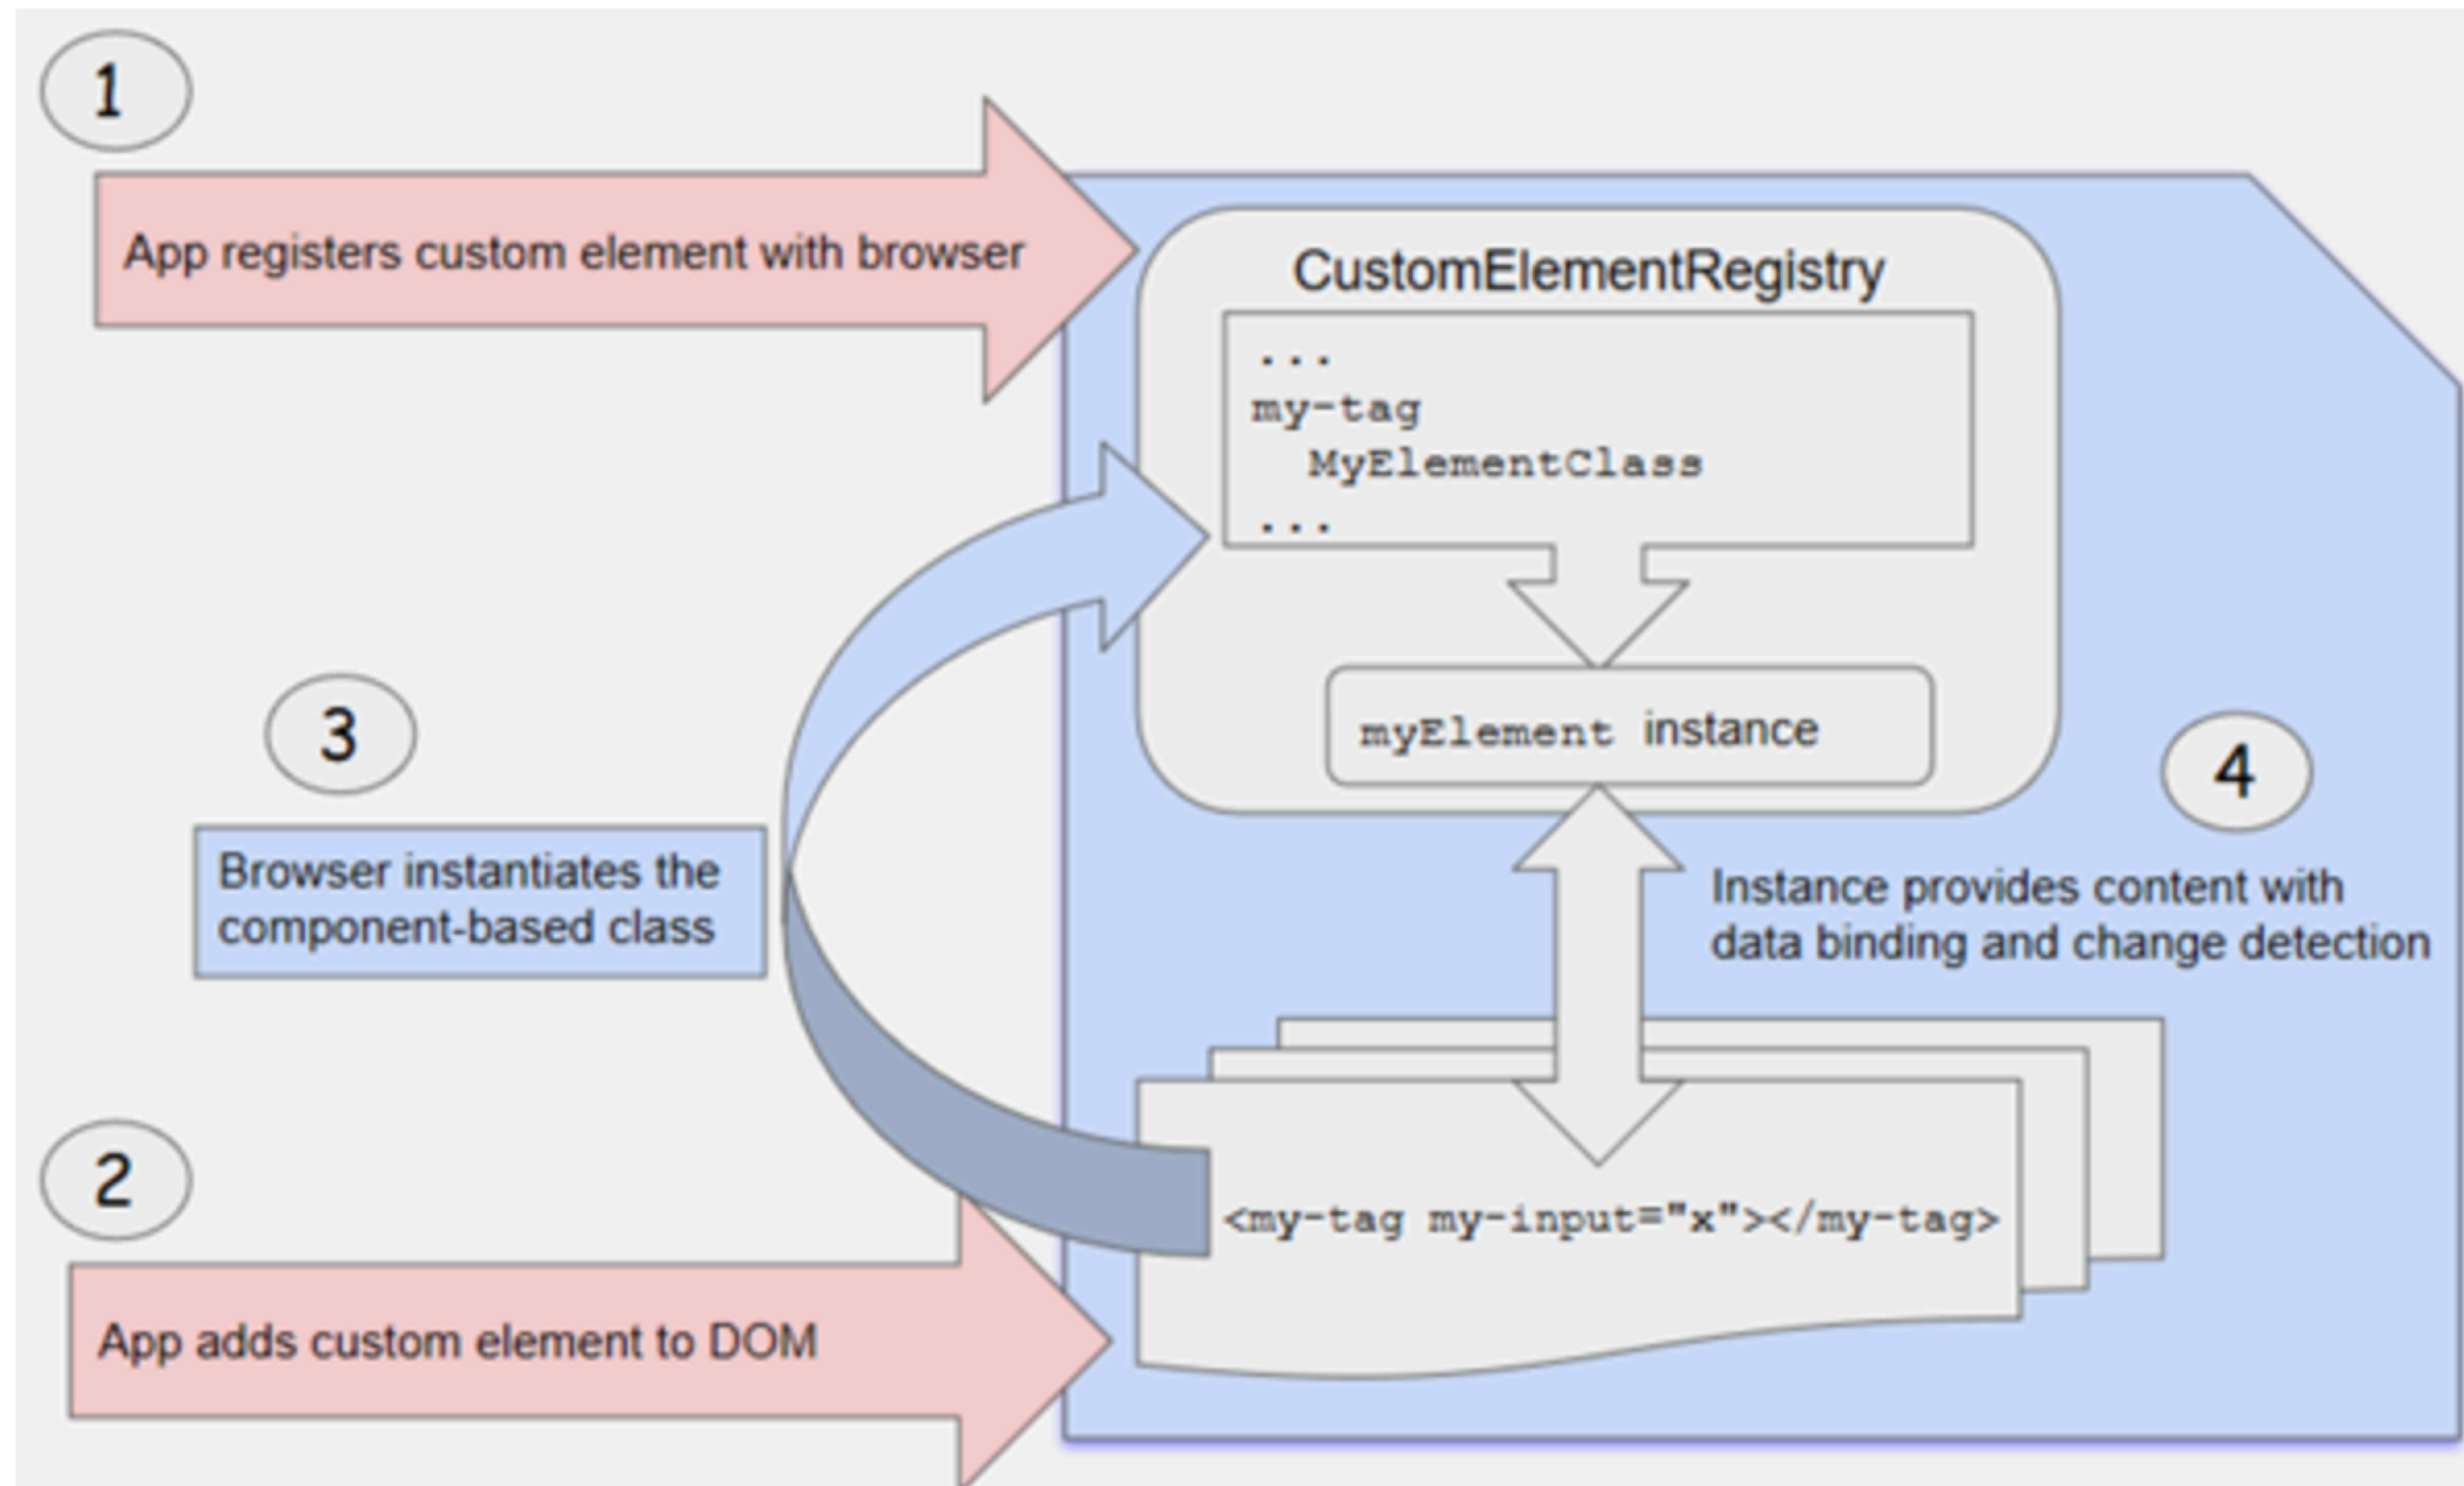 1
App registers custom element with browser
CustomElementRegistry
...
my-tag
MyElementClass
...
myElement instance
3
Browser instantiates the
component-based class
4
Instance provides content with
data binding and change detection
2
<my-tag my-input="x"></my-tag>
App adds custom element to DOM